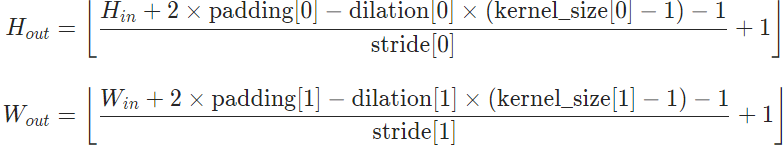 H_out = ⌊ (H_in + 2 × padding[0] − dilation[0] × (kernel_size[0] − 1) − 1) / stride[0] + 1 ⌋
W_out = ⌊ (W_in + 2 × padding[1] − dilation[1] × (kernel_size[1] − 1) − 1) / stride[1] + 1 ⌋